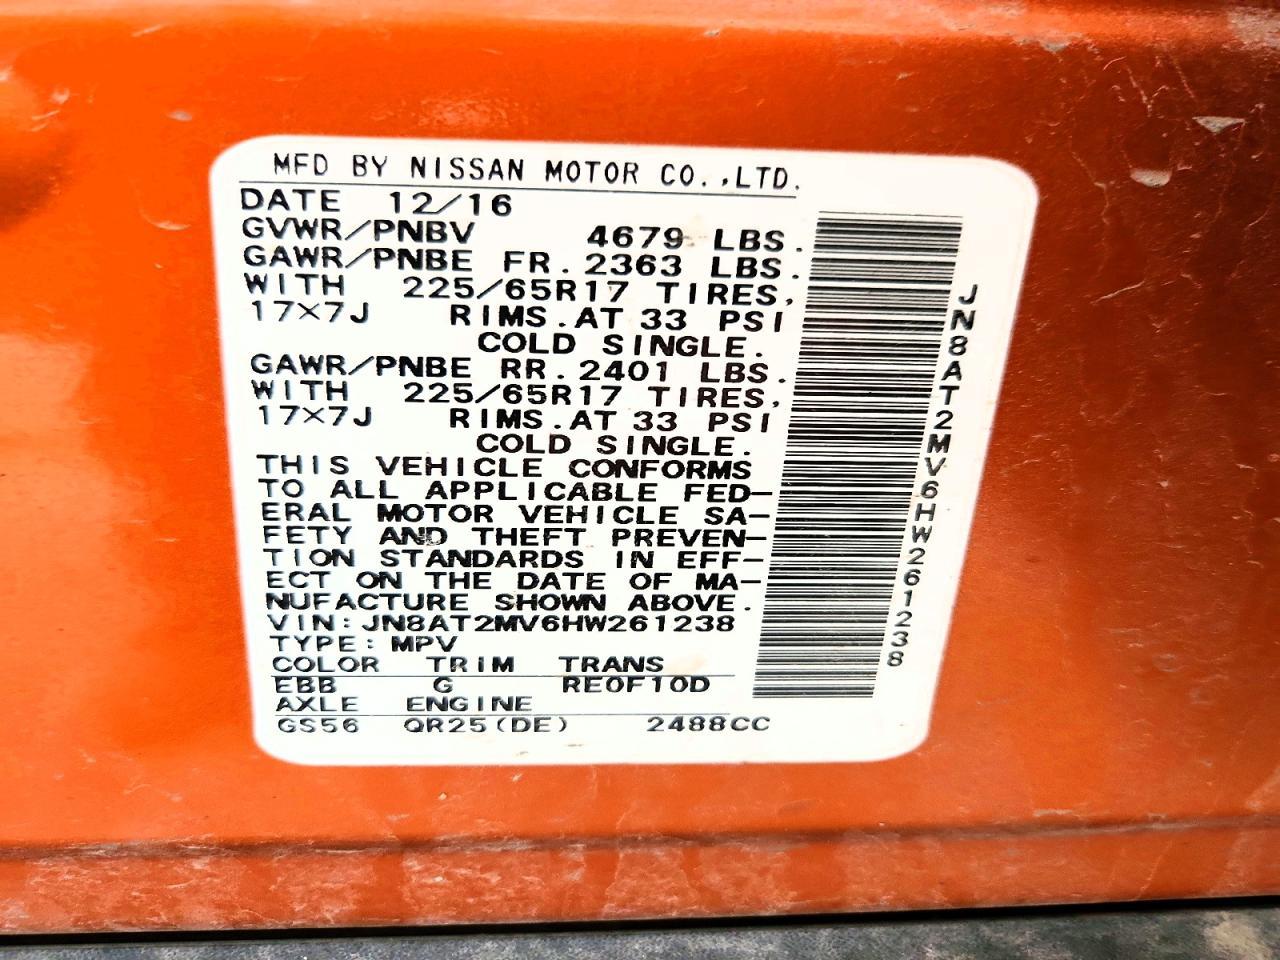 MFD BY NISSAN MOTOR CO.,LTD.
DATE 12/16
GVWR/PNBV 4679 LBS.
GAWR/PNBE FR.2363 LBS.
WITH 225/65R17 TIRES,
17X7J RIMS.AT 33 PSI
COLD SINGLE.
GAWR/PNBE RR.2401 LBS.
WITH 225/65R17 TIRES,
17X7J RIMS.AT 33 PSI
COLD SINGLE.
THIS VEHICLE CONFORMS
TO ALL APPLICABLE FED-
ERAL MOTOR VEHICLE SA-
FETY AND THEFT PREVEN-
TION STANDARDS IN EFF-
ECT ON THE DATE OF MA-
NUFACTURE SHOWN ABOVE.
VIN:JN8AT2MV6HW261238
TYPE:MPV
COLOR TRIM TRANS
EBB G RE0F10D
AXLE ENGINE
GS56 QR25(DE) 2488CC
JN8AT2MV6HW261238